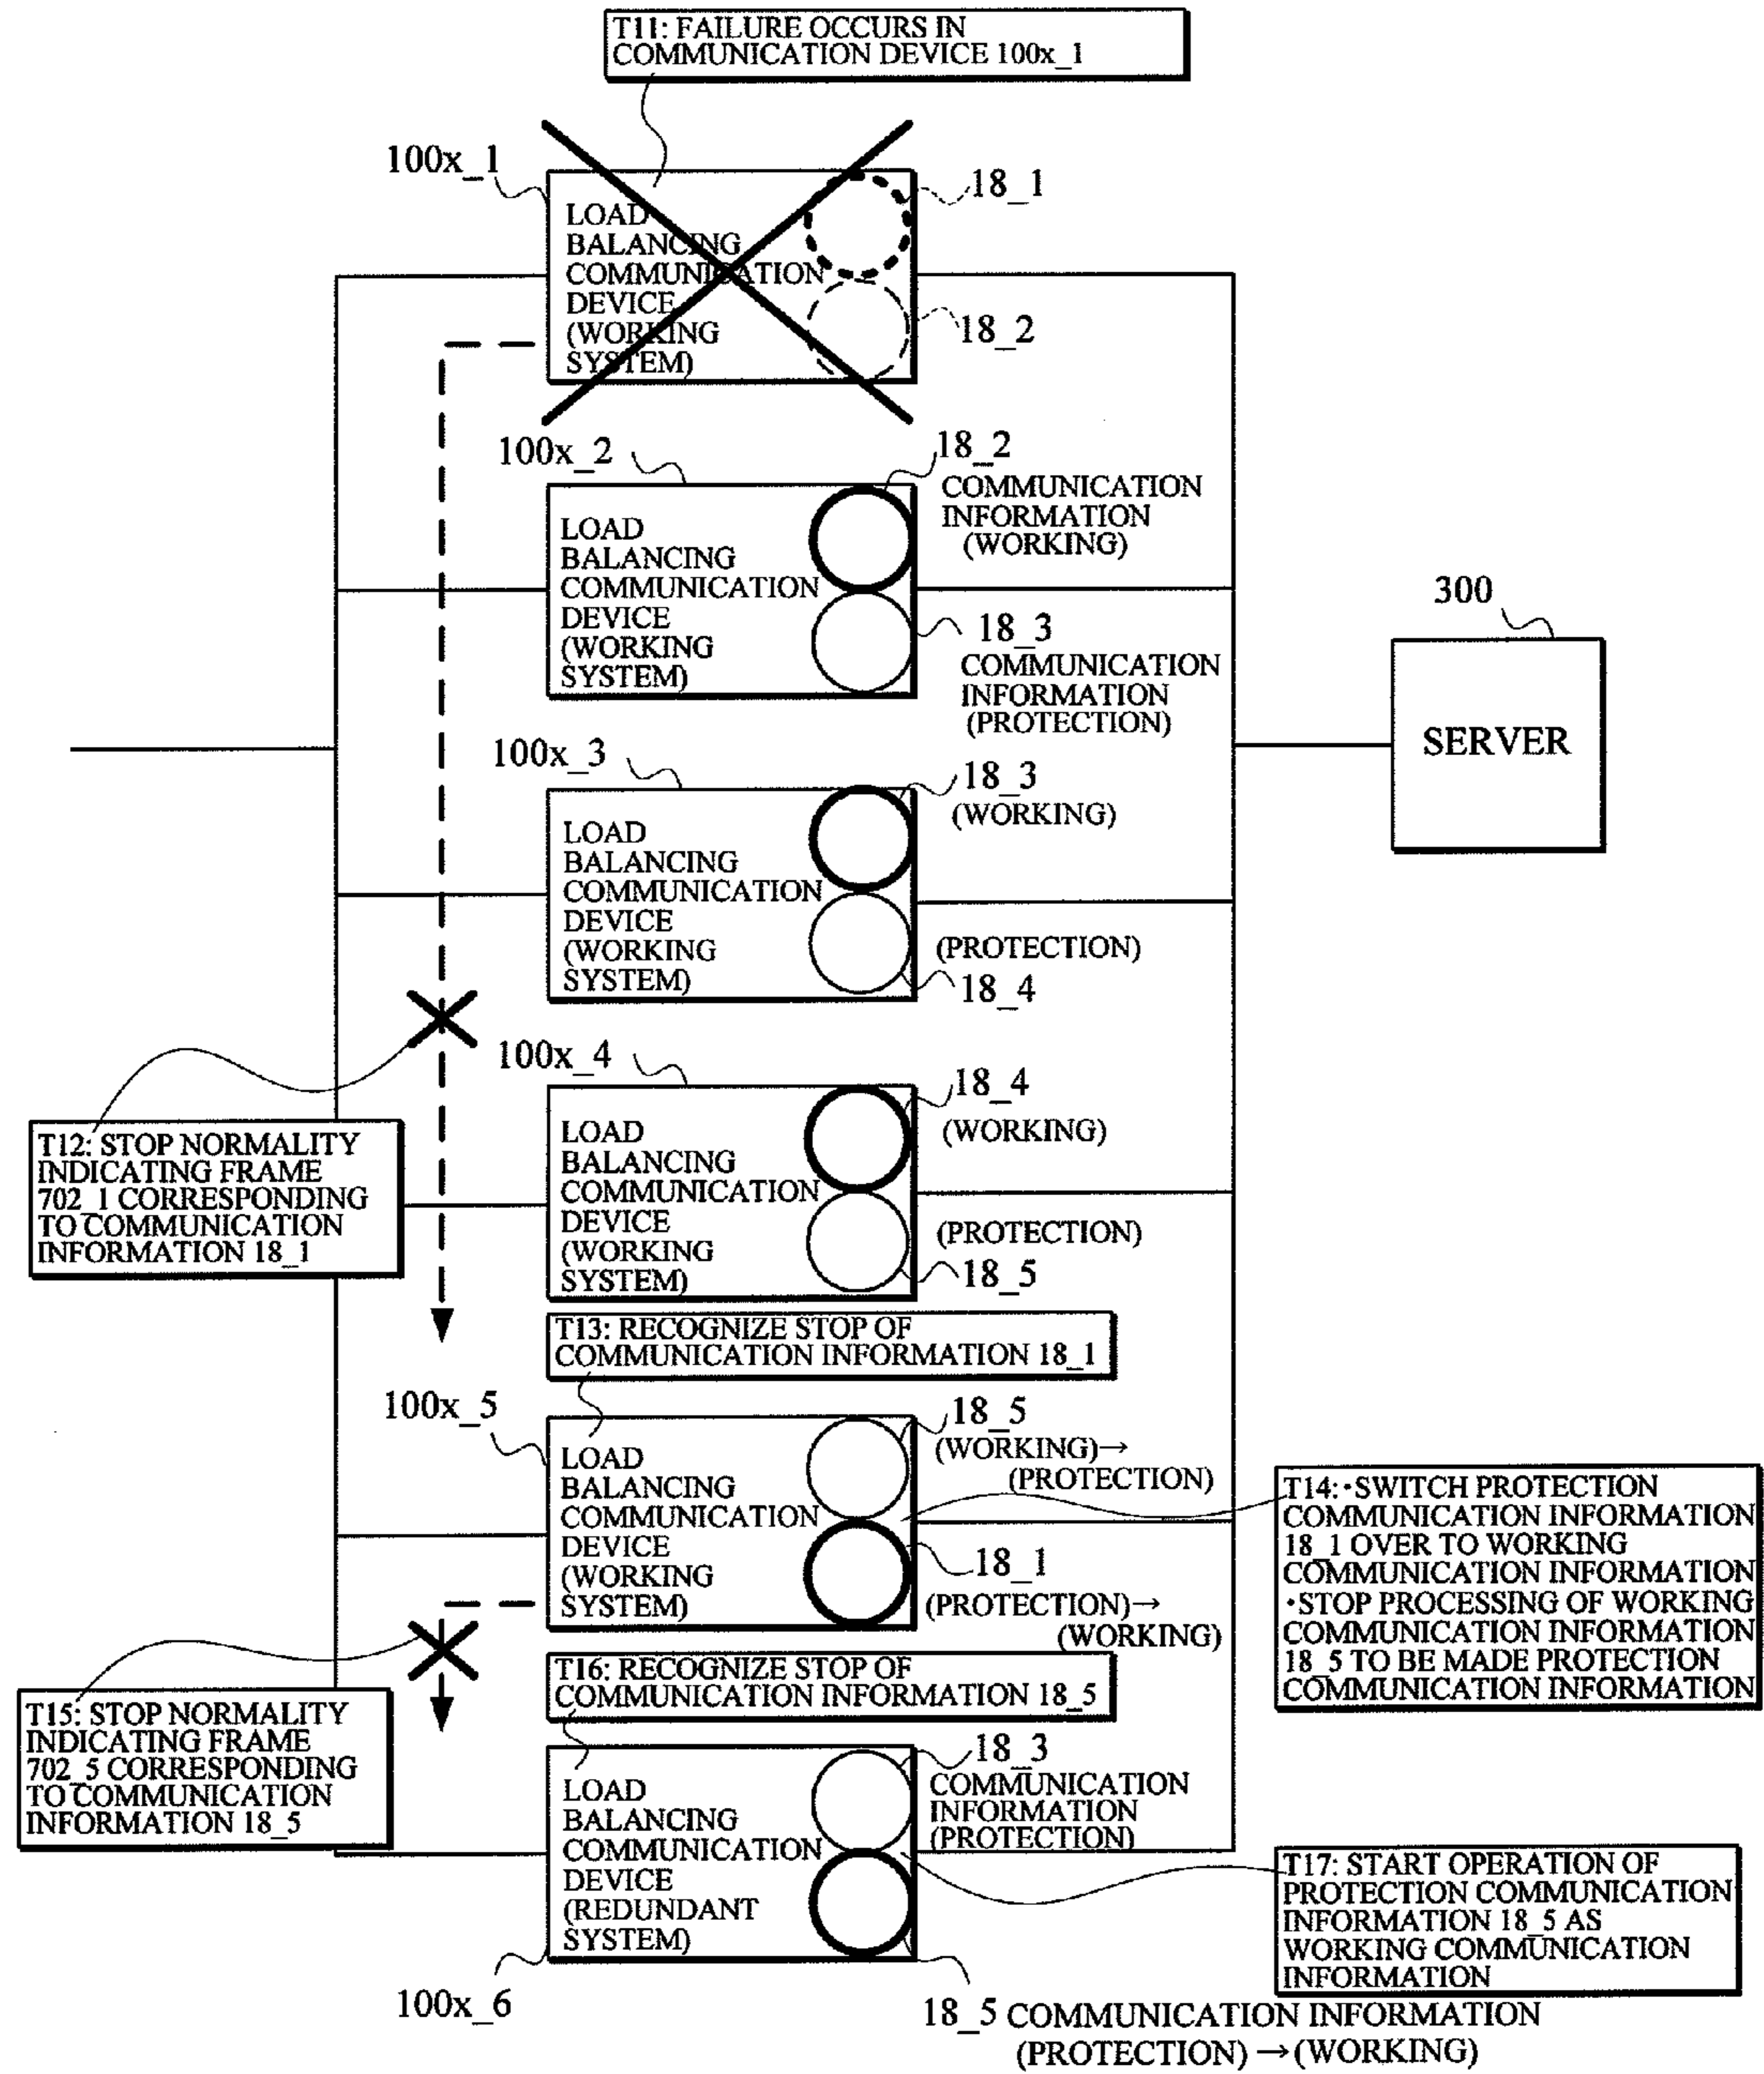 T11: FAILURE OCCURS IN
COMMUNICATION DEVICE 100x_1
100x_1
LOAD
BALANCING
COMMUNICATION
DEVICE
(WORKING
SYSTEM)
18_1
18_2
100x_2
LOAD
BALANCING
COMMUNICATION
DEVICE
(WORKING
SYSTEM)
18_2
COMMUNICATION
INFORMATION
(WORKING)
18_3
COMMUNICATION
INFORMATION
(PROTECTION)
300
SERVER
100x_3
LOAD
BALANCING
COMMUNICATION
DEVICE
(WORKING
SYSTEM)
18_3
(WORKING)
(PROTECTION)
18_4
100x_4
LOAD
BALANCING
COMMUNICATION
DEVICE
(WORKING
SYSTEM)
18_4
(WORKING)
(PROTECTION)
18_5
T12: STOP NORMALITY
INDICATING FRAME
702_1 CORRESPONDING
TO COMMUNICATION
INFORMATION 18_1
T13: RECOGNIZE STOP OF
COMMUNICATION INFORMATION 18_1
100x_5
LOAD
BALANCING
COMMUNICATION
DEVICE
(WORKING
SYSTEM)
18_5
(WORKING)→
(PROTECTION)
18_1
(PROTECTION)→
(WORKING)
T14:・SWITCH PROTECTION
COMMUNICATION INFORMATION
18_1 OVER TO WORKING
COMMUNICATION INFORMATION
・STOP PROCESSING OF WORKING
COMMUNICATION INFORMATION
18_5 TO BE MADE PROTECTION
COMMUNICATION INFORMATION
T15: STOP NORMALITY
INDICATING FRAME
702_5 CORRESPONDING
TO COMMUNICATION
INFORMATION 18_5
T16: RECOGNIZE STOP OF
COMMUNICATION INFORMATION 18_5
LOAD
BALANCING
COMMUNICATION
DEVICE
(REDUNDANT
SYSTEM)
100x_6
18_3
COMMUNICATION
INFORMATION
(PROTECTION)
T17: START OPERATION OF
PROTECTION COMMUNICATION
INFORMATION 18_5 AS
WORKING COMMUNICATION
INFORMATION
18_5 COMMUNICATION INFORMATION
(PROTECTION)→(WORKING)